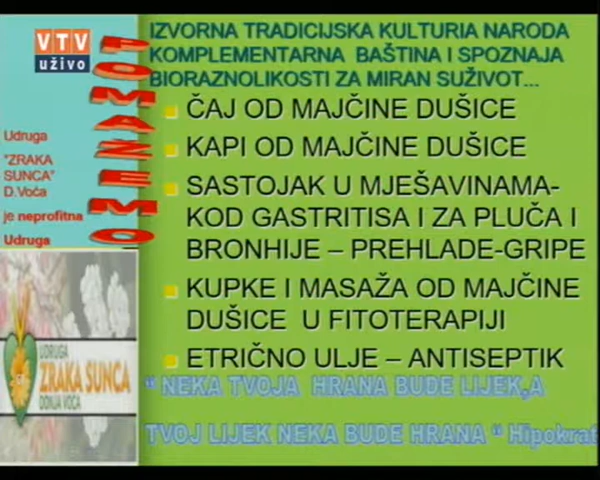 VTV
uživo
POMAŽEMO
IZVORNA TRADICIJSKA KULTURIA NARODA
KOMPLEMENTARNA BAŠTINA I SPOZNAJA
BIORAZNOLIKOSTI ZA MIRAN SUŽIVOT...
ČAJ OD MAJČINE DUŠICE
KAPI OD MAJČINE DUŠICE
SASTOJAK U MJEŠAVINAMA-
KOD GASTRITISA I ZA PLUČA I
BRONHIJE – PREHLADE-GRIPE
KUPKE I MASAŽA OD MAJČINE
DUŠICE U FITOTERAPIJI
ETRIČNO ULJE – ANTISEPTIK
“ NEKA TVOJA HRANA BUDE LIJEK,A
TVOJ LIJEK NEKA BUDE HRANA “ Hipokrat
Udruga
"ZRAKA
SUNCA”
D.Voća
je neprofitna
Udruga
UDRUGA
ZRAKA SUNCA
DONJA VOĆA